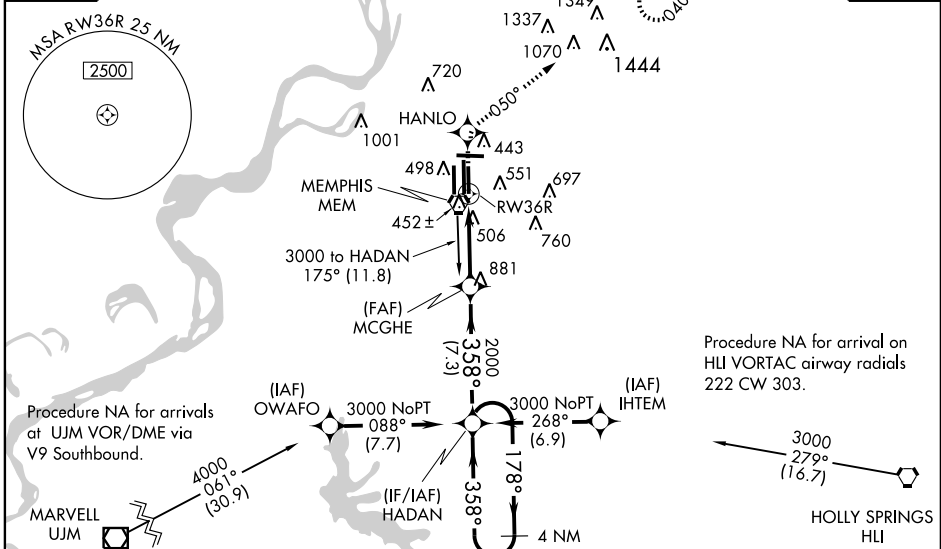 MSA RW36R 25 NM
2500
1349
040
1337
1070
1444
720
050°
HANLO
1001
443
498
551
697
MEMPHIS
MEM
RW36R
452 ±
506
760
3000 to HADAN
175° (11.8)
881
(FAF)
MCGHE
2000
358°
(7.3)
Procedure NA for arrival on
HLI VORTAC airway radials
222 CW 303.
(IAF)
OWAFO
(IAF)
IHTEM
Procedure NA for arrivals
at UJM VOR/DME via
V9 Southbound.
3000 NoPT
088°
(7.7)
3000 NoPT
268°
(6.9)
3000
279°
(16.7)
4000
061°
(30.9)
178°
358°
(IF/IAF)
HADAN
4 NM
MARVELL
UJM
HOLLY SPRINGS
HLI